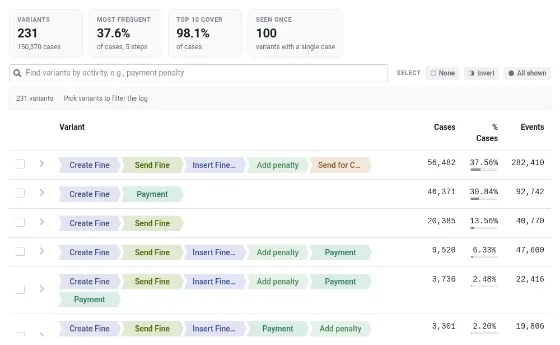 VARIANTS
231
150,370 cases
MOST FREQUENT
37.6%
of cases, 5 steps
TOP 10 COVER
98.1%
of cases
SEEN ONCE
100
variants with a single case
Find variants by activity, e.g., payment penalty
SELECT None Invert All shown
231 variants Pick variants to filter the log
Variant Cases % Cases Events
Create Fine Send Fine Insert Fine... Add penalty Send for C... 56,482 37.56% 282,410
Create Fine Payment 46,371 30.84% 92,742
Create Fine Send Fine 20,385 13.56% 40,770
Create Fine Send Fine Insert Fine... Add penalty Payment 9,520 6.33% 47,600
Create Fine Send Fine Insert Fine... Add penalty Payment 3,736 2.48% 22,416
Payment
Create Fine Send Fine Insert Fine... Payment Add penalty 3,301 2.20% 19,806